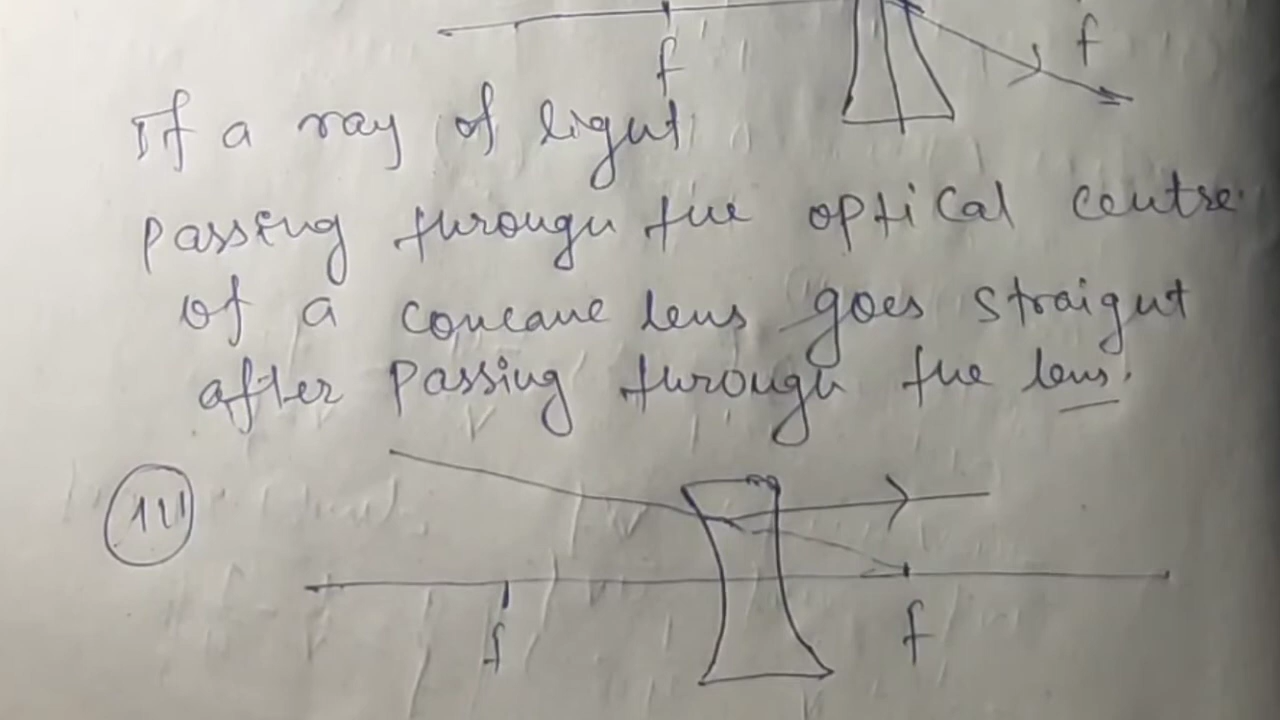 f
f
If a ray of light
passing through the optical centre
of a concave lens goes straight
after passing through the lens.
(iii)
f
f